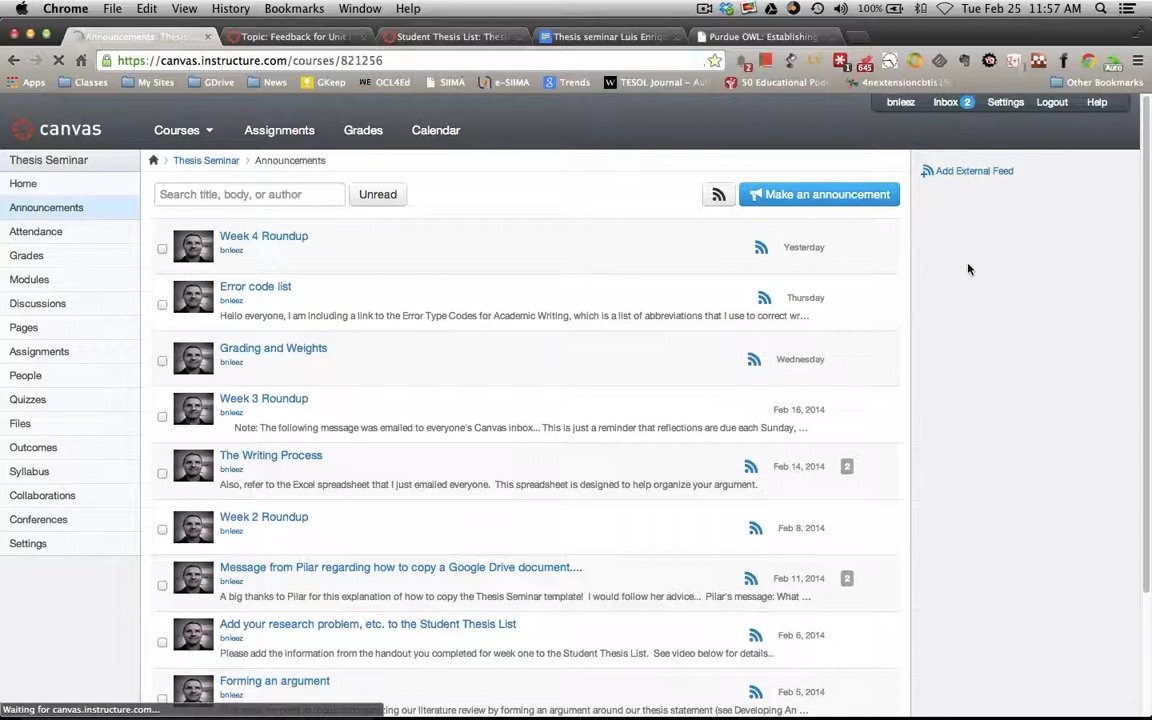 Chrome File Edit View History Bookmarks Window Help 100% Tue Feb 25 11:57 AM
Announcements: Thesis Topic: Feedback for Unit Student Thesis List: Thes Thesis seminar Luis Enriq Purdue OWL: Establishing
https://canvas.instructure.com/courses/821256
Apps Classes My Sites GDrive News GKeep OCL4Ed SIIMA e-SIIMA Trends TESOL Journal – Au 50 Educational Pod 4nextensioncbtis15 Other Bookmarks
bnleez Inbox 2 Settings Logout Help
canvas Courses Assignments Grades Calendar
Thesis Seminar
Thesis Seminar Announcements
Add External Feed
Home
Announcements
Attendance
Grades
Modules
Discussions
Pages
Assignments
People
Quizzes
Files
Outcomes
Syllabus
Collaborations
Conferences
Settings
Search title, body, or author Unread Make an announcement
Week 4 Roundup
bnleez
Yesterday
Error code list
bnleez
Thursday
Hello everyone, I am including a link to the Error Type Codes for Academic Writing, which is a list of abbreviations that I use to correct wr...
Grading and Weights
bnleez
Wednesday
Week 3 Roundup
bnleez
Feb 16, 2014
Note: The following message was emailed to everyone's Canvas inbox... This is just a reminder that reflections are due each Sunday, ...
The Writing Process
bnleez
Feb 14, 2014 2
Also, refer to the Excel spreadsheet that I just emailed everyone. This spreadsheet is designed to help organize your argument.
Week 2 Roundup
bnleez
Feb 8, 2014
Message from Pilar regarding how to copy a Google Drive document....
bnleez
Feb 11, 2014 2
A big thanks to Pilar for this explanation of how to copy the Thesis Seminar template! I would follow her advice... Pilar's message: What ...
Add your research problem, etc. to the Student Thesis List
bnleez
Feb 6, 2014
Please add the information from the handout you completed for week one to the Student Thesis List. See video below for details...
Forming an argument
bnleez
Feb 5, 2014
our literature review by forming an argument around our thesis statement (see Developing An ...
Waiting for canvas.instructure.com...